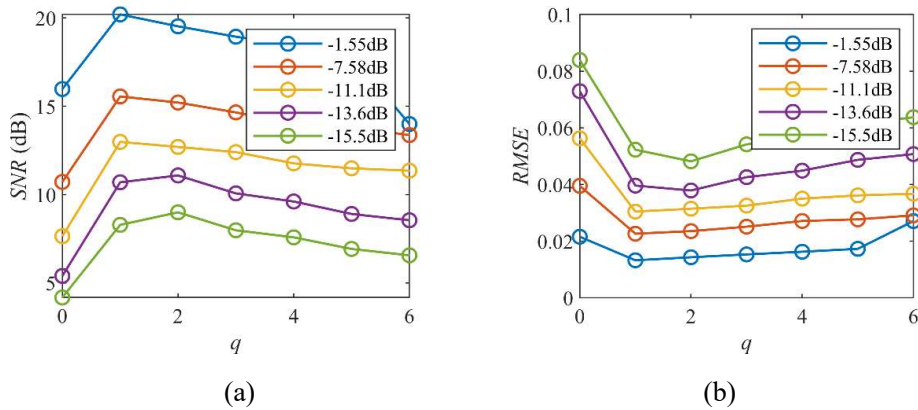 20
15
10
5
SNR (dB)
0
2
4
6
q
-1.55dB
-7.58dB
-11.1dB
-13.6dB
-15.5dB
(a)
0.1
0.08
0.06
0.04
0.02
0
RMSE
0
2
4
6
q
-1.55dB
-7.58dB
-11.1dB
-13.6dB
-15.5dB
(b)